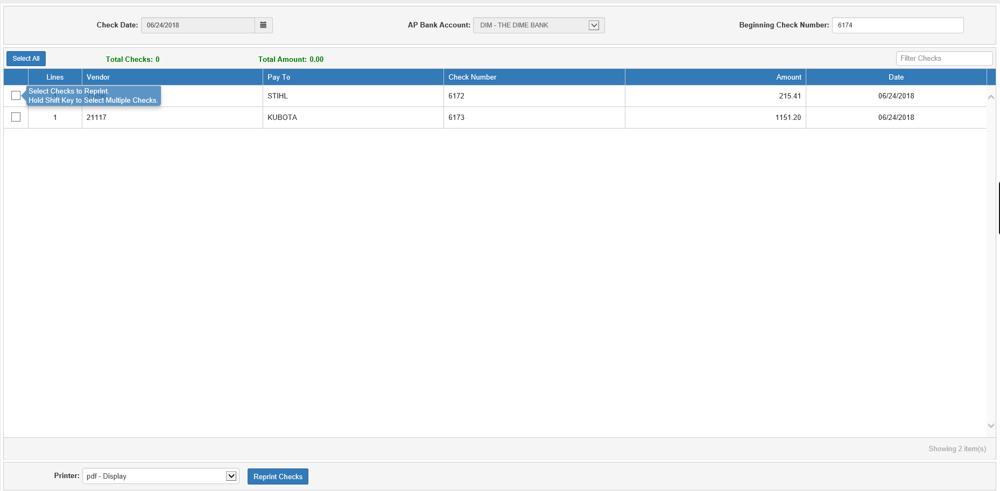 Check Date: 06/24/2018 AP Bank Account: DIM - THE DIME BANK Beginning Check Number: 6174
Select All Total Checks: 0 Total Amount: 0.00 Filter Checks
Lines Vendor Pay To Check Number Amount Date
Select Checks to Reprint.
Hold Shift Key to Select Multiple Checks.
1 STIHL 6172 215.41 06/24/2018
1 21117 KUBOTA 6173 1151.20 06/24/2018
Showing 2 item(s)
Printer: pdf - Display Reprint Checks